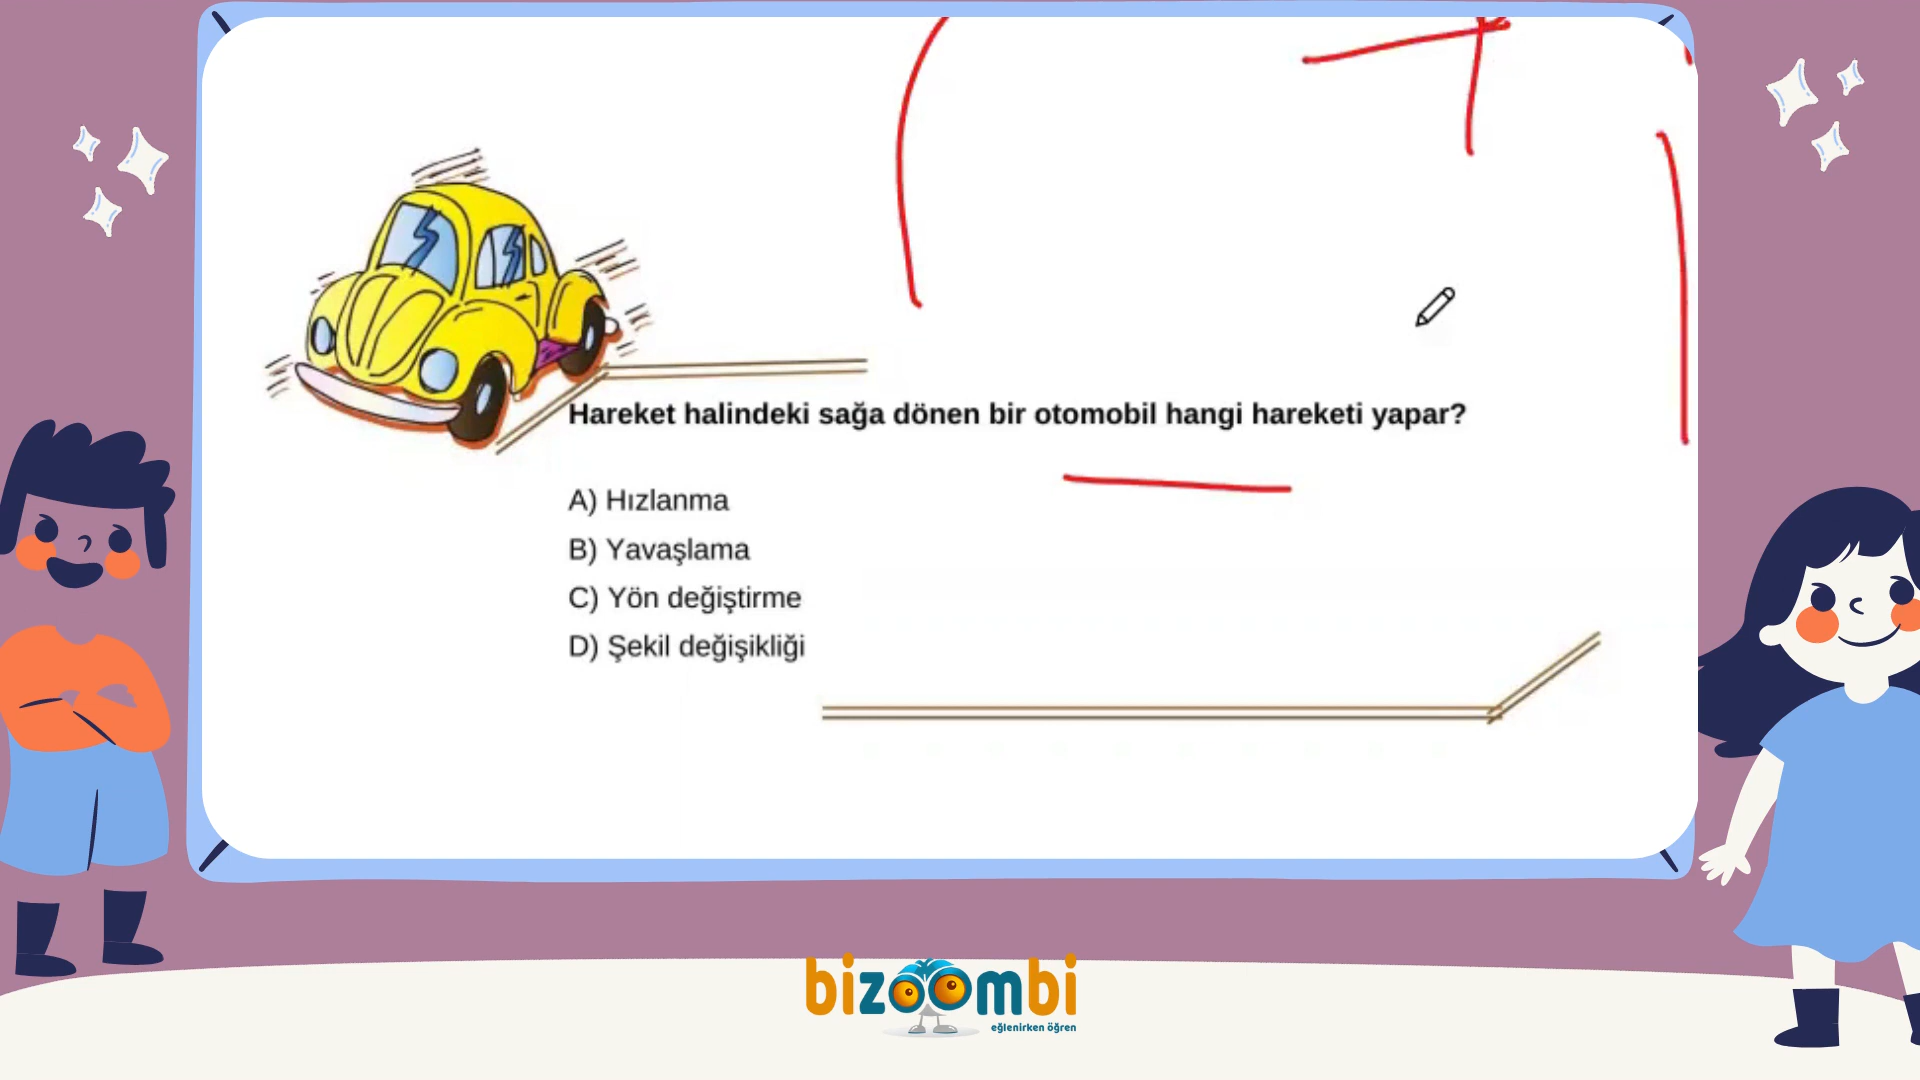 Hareket halindeki sağa dönen bir otomobil hangi hareketi yapar?
A) Hızlanma
B) Yavaşlama
C) Yön değiştirme
D) Şekil değişikliği
bizoombi
eğlenirken öğren